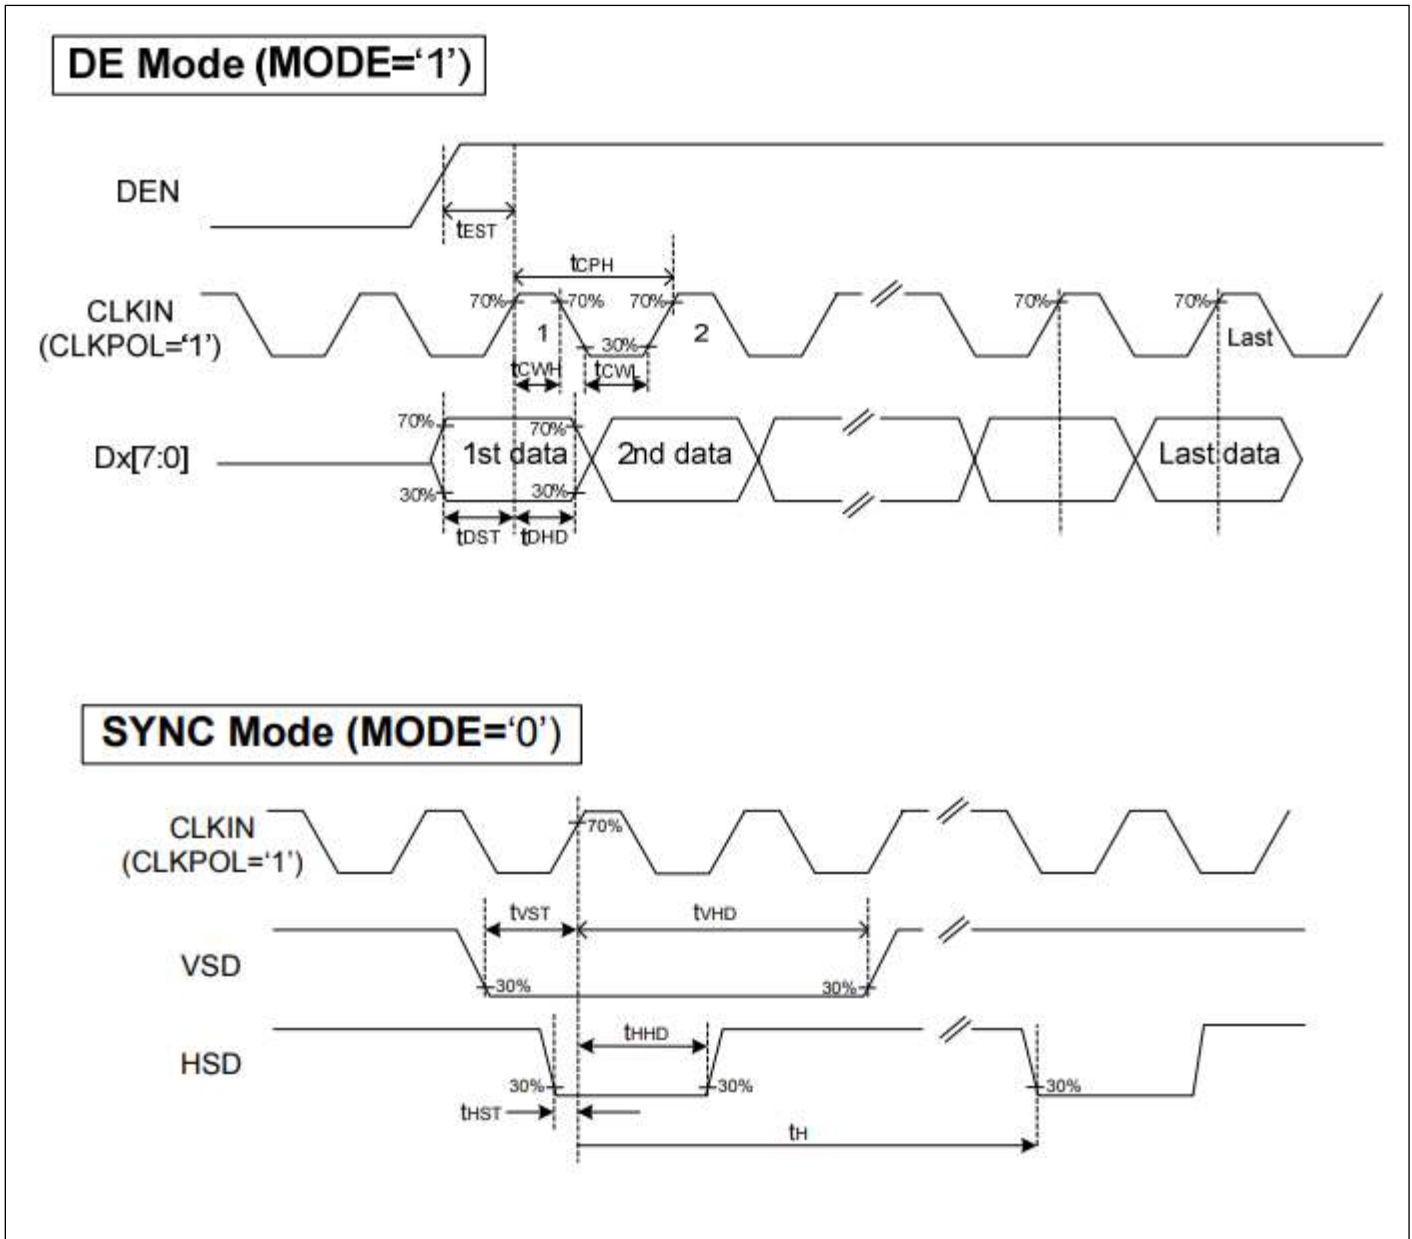 DE Mode (MODE=‘1’)
DEN
tEST
tCPH
CLKIN
(CLKPOL=‘1’)
70% 70% 70% 70% 70%
1 2 Last
30%
tCWH tCWL
70% 70%
Dx[7:0] 1st data 2nd data Last data
30% 30%
tDST tDHD
SYNC Mode (MODE=‘0’)
CLKIN
(CLKPOL=‘1’)
70%
tVST tVHD
VSD
30% 30%
tHHD
HSD
30% 30% 30%
tHST
tH